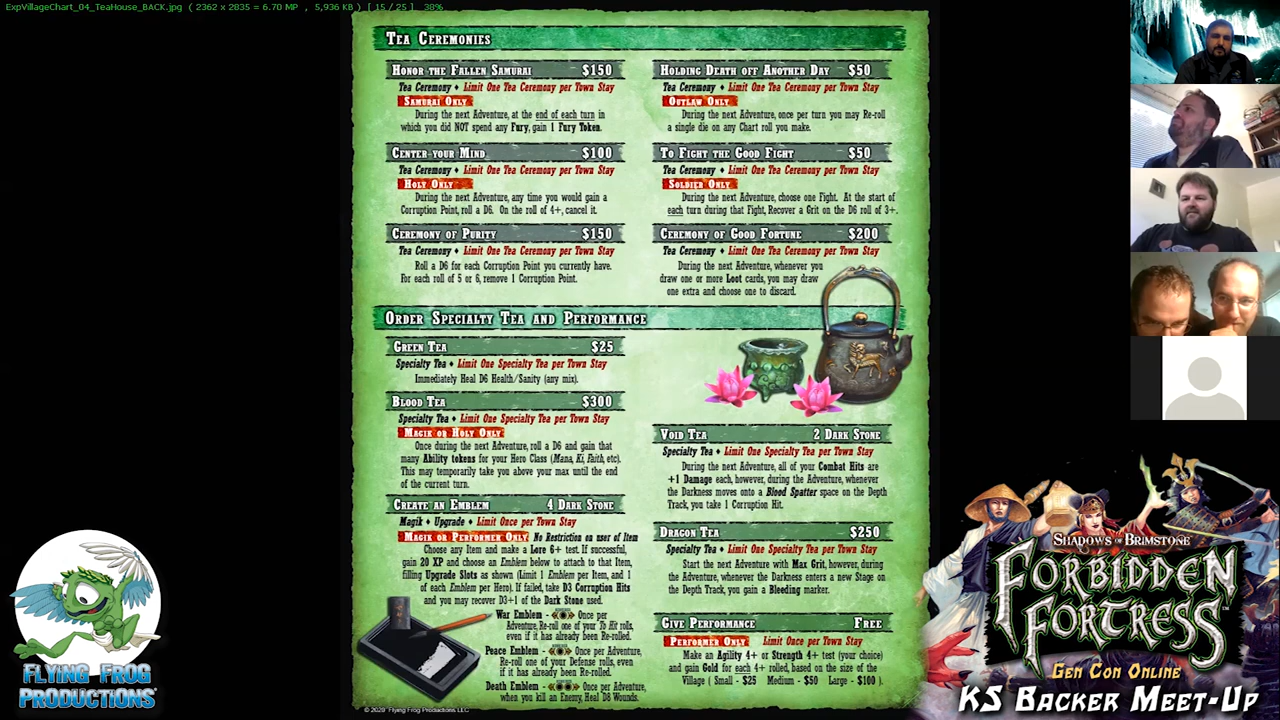 ExpVillageChart_04_TeaHouse_BACK.jpg ( 2362 x 2835 = 6.70 MP , 5,936 KB ) [ 15 / 25 ] 38%
Tea Ceremonies
Honor the Fallen Samurai $150
Tea Ceremony ♦ Limit One Tea Ceremony per Town Stay
Samurai Only
During the next Adventure, at the end of each turn in
which you did NOT spend any Fury, gain 1 Fury Token.
Center your Mind $100
Tea Ceremony ♦ Limit One Tea Ceremony per Town Stay
Holy Only
During the next Adventure, any time you would gain a
Corruption Point, roll a D6. On the roll of 4+, cancel it.
Ceremony of Purity $150
Tea Ceremony ♦ Limit One Tea Ceremony per Town Stay
Roll a D6 for each Corruption Point you currently have.
For each roll of 5 or 6, remove 1 Corruption Point.
Holding Death off Another Day $50
Tea Ceremony ♦ Limit One Tea Ceremony per Town Stay
Outlaw Only
During the next Adventure, once per turn you may Re-roll
a single die on any Chart roll you make.
To Fight the Good Fight $50
Tea Ceremony ♦ Limit One Tea Ceremony per Town Stay
Soldier Only
During the next Adventure, choose one Fight. At the start of
each turn during that Fight, Recover a Grit on the D6 roll of 3+.
Ceremony of Good Fortune $200
Tea Ceremony ♦ Limit One Tea Ceremony per Town Stay
During the next Adventure, whenever you
draw one or more Loot cards, you may draw
one extra and choose one to discard.
Order Specialty Tea and Performance
Green Tea $25
Specialty Tea ♦ Limit One Specialty Tea per Town Stay
Immediately Heal D6 Health/Sanity (any mix).
Blood Tea $300
Specialty Tea ♦ Limit One Specialty Tea per Town Stay
Magik or Holy Only
Once during the next Adventure, roll a D6 and gain that
many Ability tokens for your Hero Class (Mana, Ki, Faith, etc).
This may temporarily take you above your max until the end
of the current turn.
Create an Emblem 4 Dark Stone
Magik ♦ Upgrade ♦ Limit Once per Town Stay
Magik or Performer Only No Restriction on user of Item
Choose any Item and make a Lore 6+ test. If successful,
gain 20 XP and choose an Emblem below to attach to that Item,
filling Upgrade Slots as shown (Limit 1 Emblem per Item, and 1
of each Emblem per Hero). If failed, take D3 Corruption Hits
and you may recover D3+1 of the Dark Stone used.
War Emblem - Once per
Adventure, Re-roll one of your To Hit rolls,
even if it has already been Re-rolled.
Peace Emblem - Once per Adventure,
Re-roll one of your Defense rolls, even
if it has already been Re-rolled.
Death Emblem - Once per Adventure,
when you kill an Enemy, Heal D8 Wounds.
Void Tea 2 Dark Stone
Specialty Tea ♦ Limit One Specialty Tea per Town Stay
During the next Adventure, all of your Combat Hits are
+1 Damage each, however, during the Adventure, whenever
the Darkness moves onto a Blood Spatter space on the Depth
Track, you take 1 Corruption Hit.
Dragon Tea $250
Specialty Tea ♦ Limit One Specialty Tea per Town Stay
Start the next Adventure with Max Grit, however, during
the Adventure, whenever the Darkness enters a new Stage on
the Depth Track, you gain a Bleeding marker.
Give Performance Free
Performer Only Limit Once per Town Stay
Make an Agility 4+ or Strength 4+ test (your choice)
and gain Gold for each 4+ rolled, based on the size of the
Village ( Small - $25 Medium - $50 Large - $100 ).
© 2020 Flying Frog Productions LLC
Flying Frog
Productions
Shadows of Brimstone
Forbidden
Fortress
Gen Con Online
KS Backer Meet-Up